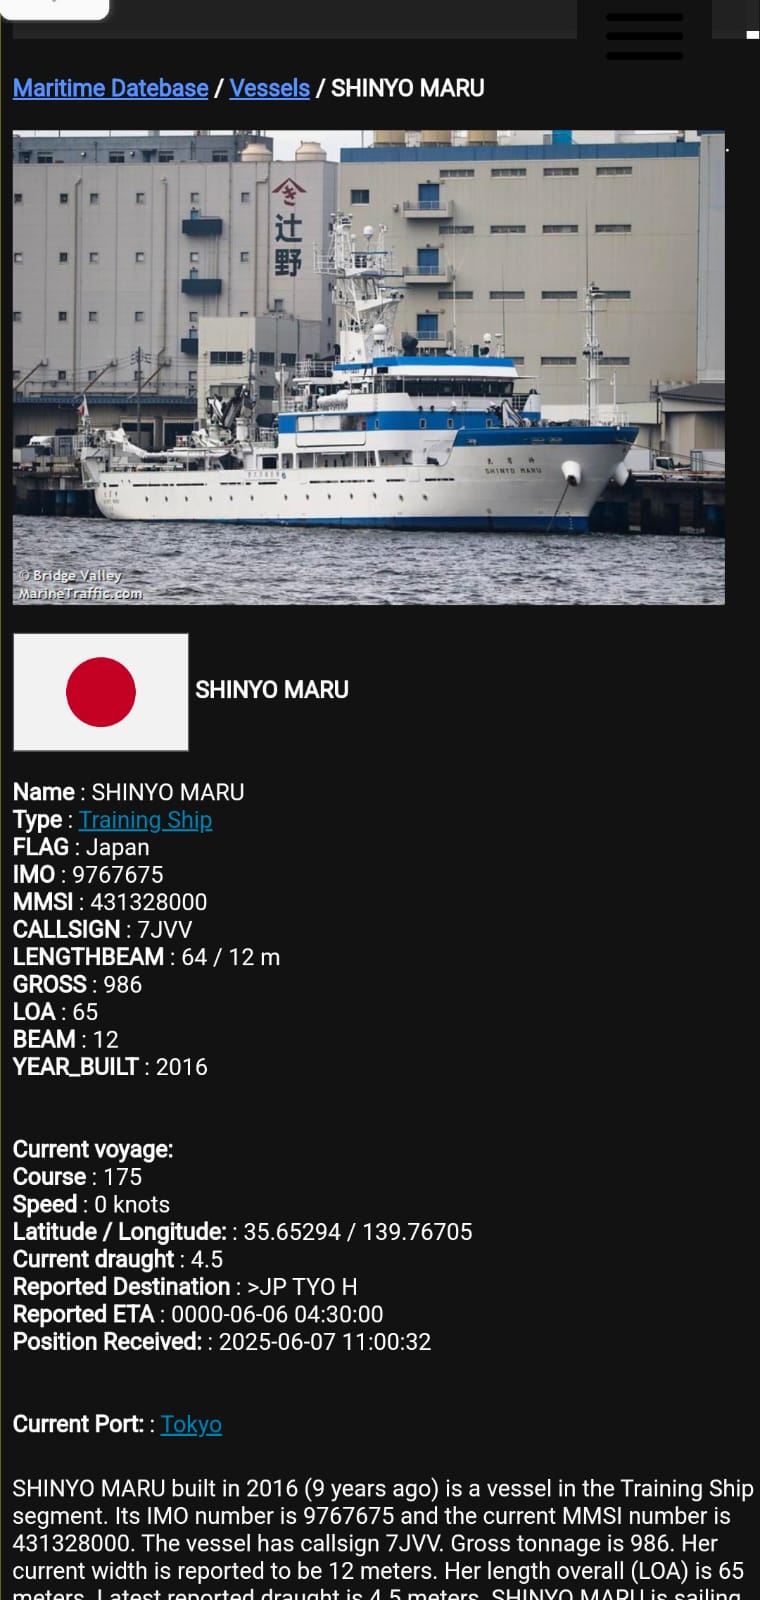 Maritime Datebase / Vessels / SHINYO MARU
き
辻
野
SHINYO MARU
© Bridge Valley
MarineTraffic.com
SHINYO MARU
Name : SHINYO MARU
Type : Training Ship
FLAG : Japan
IMO : 9767675
MMSI : 431328000
CALLSIGN : 7JVV
LENGTHBEAM : 64 / 12 m
GROSS : 986
LOA : 65
BEAM : 12
YEAR_BUILT : 2016
Current voyage:
Course : 175
Speed : 0 knots
Latitude / Longitude: : 35.65294 / 139.76705
Current draught : 4.5
Reported Destination : >JP TYO H
Reported ETA : 0000-06-06 04:30:00
Position Received: : 2025-06-07 11:00:32
Current Port: : Tokyo
SHINYO MARU built in 2016 (9 years ago) is a vessel in the Training Ship
segment. Its IMO number is 9767675 and the current MMSI number is
431328000. The vessel has callsign 7JVV. Gross tonnage is 986. Her
current width is reported to be 12 meters. Her length overall (LOA) is 65
meters. Latest reported draught is 4.5 meters. SHINYO MARU is sailing